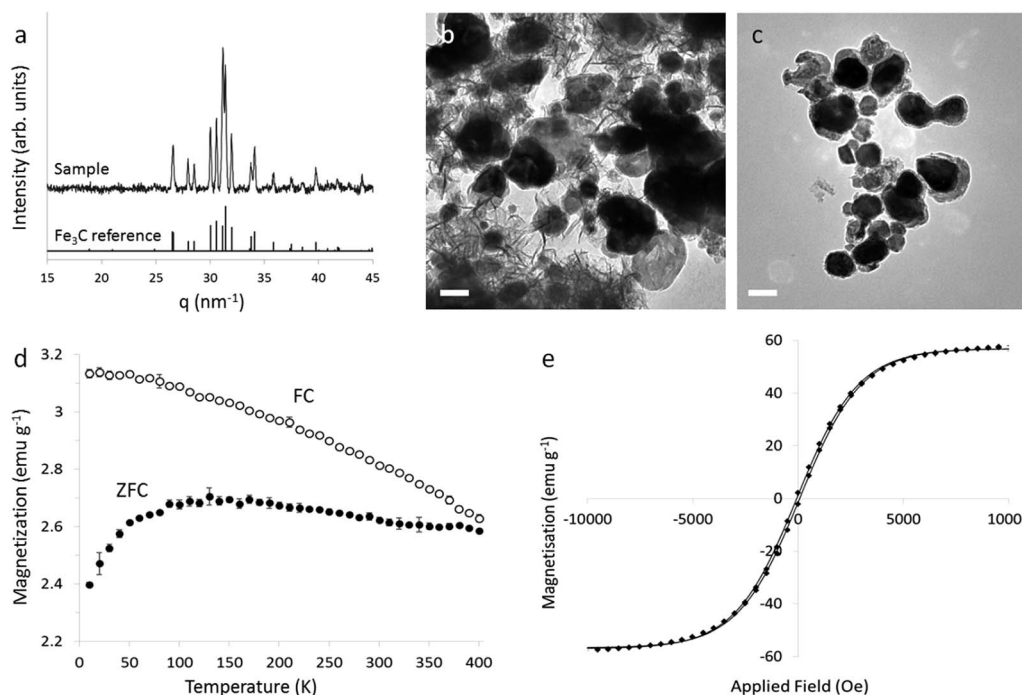 a
Intensity (arb. units)
Sample
Fe₃C reference
15 20 25 30 35 40 45
q (nm⁻¹)
b
c
d
Magnetization (emu g⁻¹)
3.2
3
2.8
2.6
2.4
2.2
FC
ZFC
0 50 100 150 200 250 300 350 400
Temperature (K)
e
Magnetisation (emu g⁻¹)
60
40
20
0
-10000 -5000 0 5000 1000
-20
-40
-60
Applied Field (Oe)